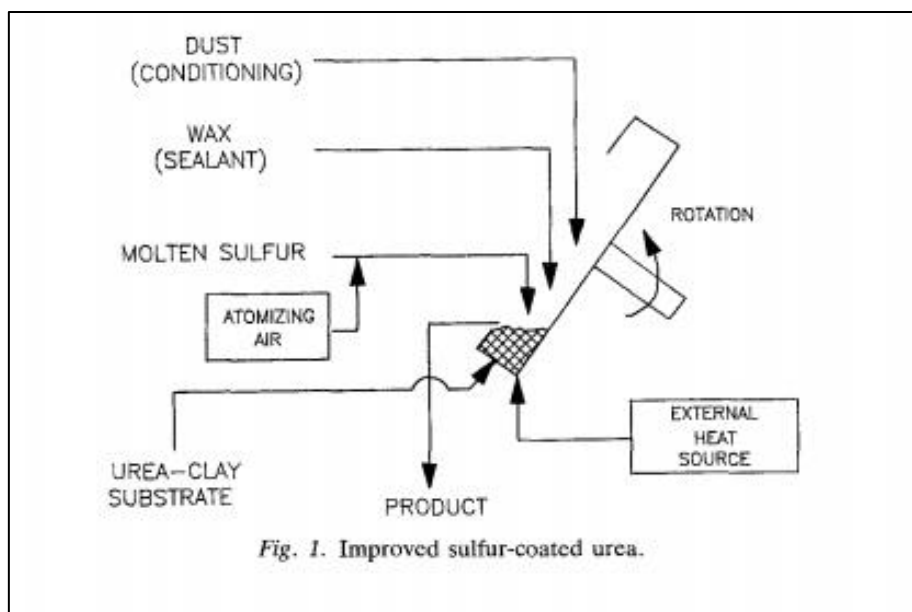 DUST
(CONDITIONING)
WAX
(SEALANT)
ROTATION
MOLTEN SULFUR
ATOMIZING
AIR
EXTERNAL
HEAT
SOURCE
UREA-CLAY
SUBSTRATE
PRODUCT
Fig. 1. Improved sulfur-coated urea.